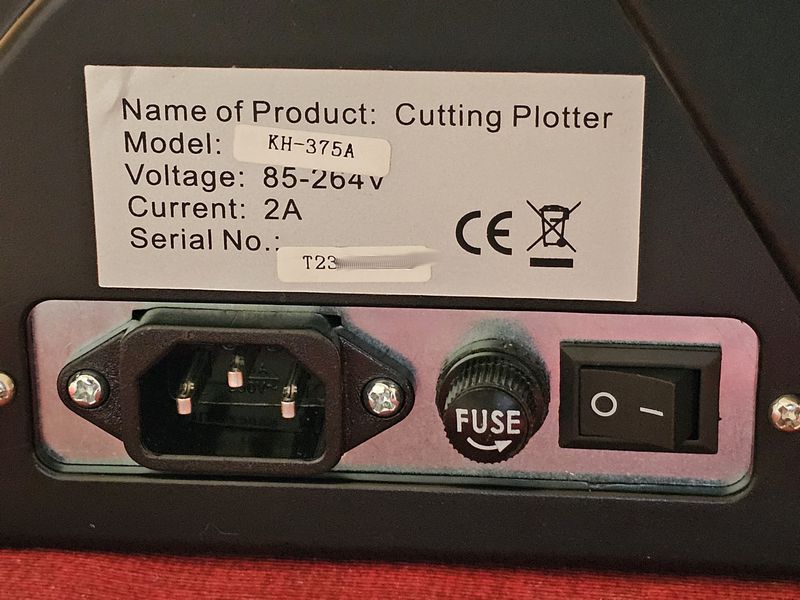 Name of Product: Cutting Plotter
Model: KH-375A
Voltage: 85-264V
Current: 2A
Serial No.:
T23
CE
FUSE
O I